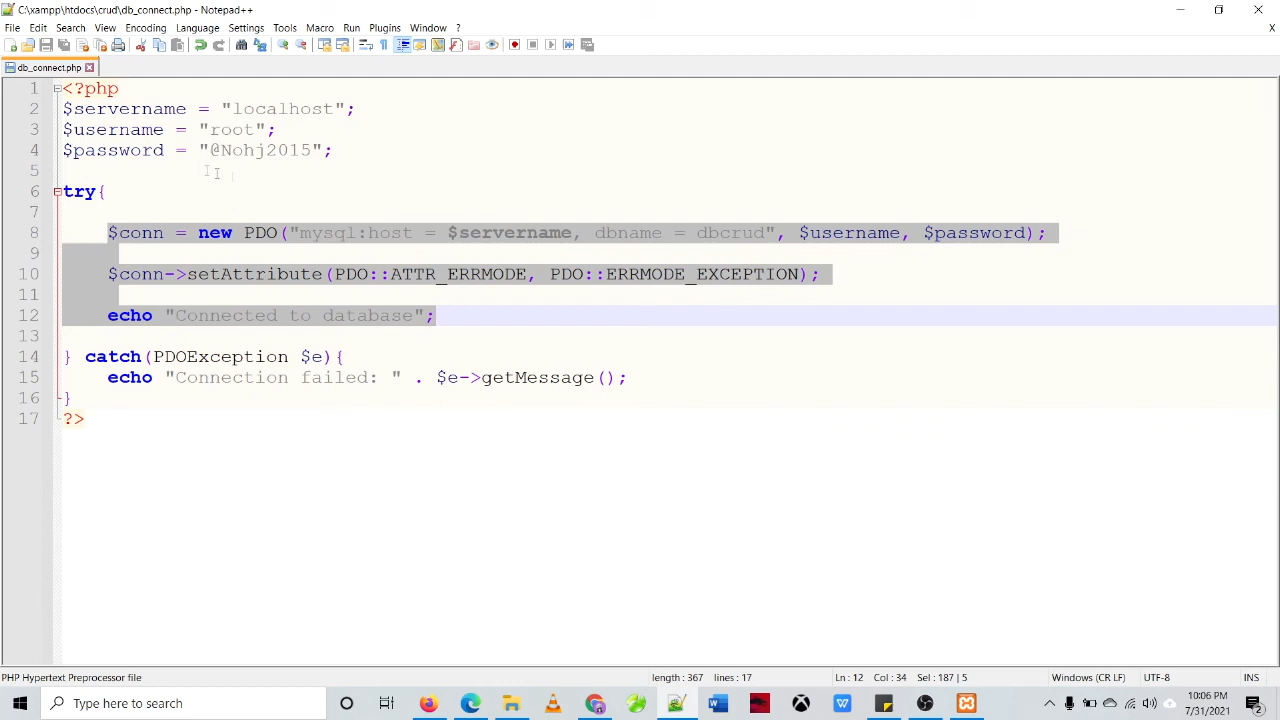 C:\xampp\htdocs\crud\db_connect.php - Notepad++
File Edit Search View Encoding Language Settings Tools Macro Run Plugins Window ?
X
db_connect.php
1 <?php
2 $servername = "localhost";
3 $username = "root";
4 $password = "@Nohj2015";
5
6 try{
7
8 $conn = new PDO("mysql:host = $servername, dbname = dbcrud", $username, $password);
9
10 $conn->setAttribute(PDO::ATTR_ERRMODE, PDO::ERRMODE_EXCEPTION);
11
12 echo "Connected to database";
13
14 } catch(PDOException $e){
15 echo "Connection failed: " . $e->getMessage();
16 }
17 ?>
PHP Hypertext Preprocessor file length: 367 lines: 17 Ln: 12 Col: 34 Sel: 187 | 5 Windows (CR LF) UTF-8 INS
Type here to search
10:06 PM
7/31/2021
2